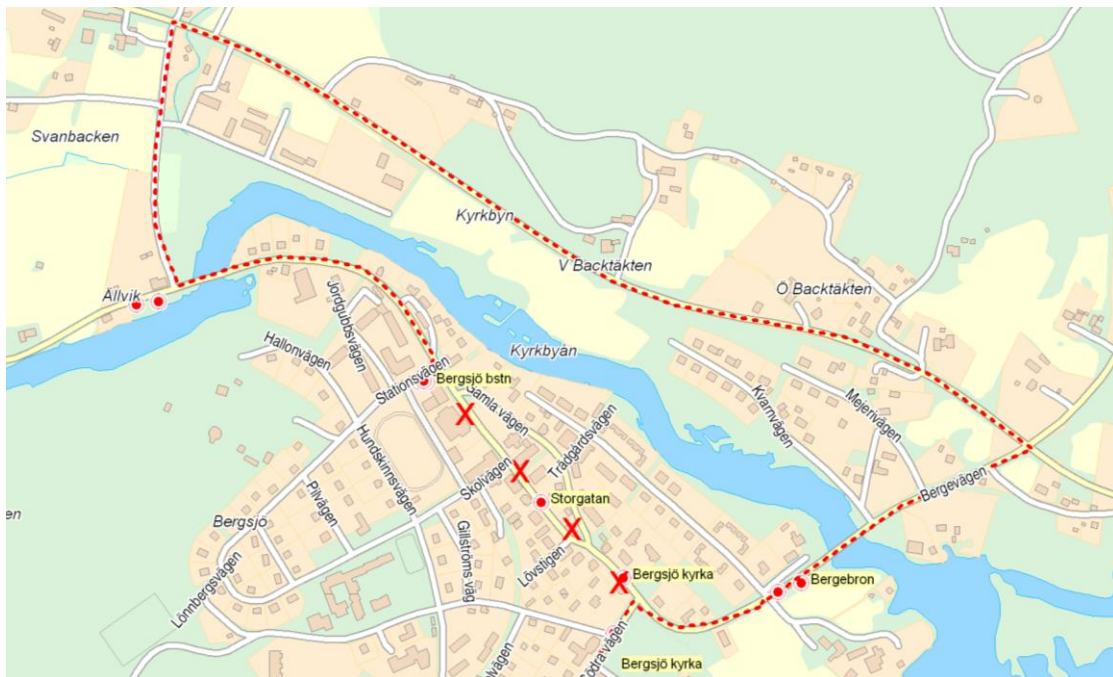 Svanbacken
Kyrkbyn
V Backtäkten
Ö Backtäkten
Ällvik
Jordgubbsvägen
Hallonvägen
Kyrkbyån
Stationsvägen
Bergsjö bstn
Gamla vägen
Kvarnvägen
Mejerivägen
Trädgårdsvägen
Hundskinnsvägen
Skolvägen
Bergevägen
Pilvägen
Storgatan
Bergsjö
Gillströms väg
Lövstigen
Lönnbergsvägen
Bergsjö kyrka
Bergebron
Södra vägen
Bergsjö kyrka